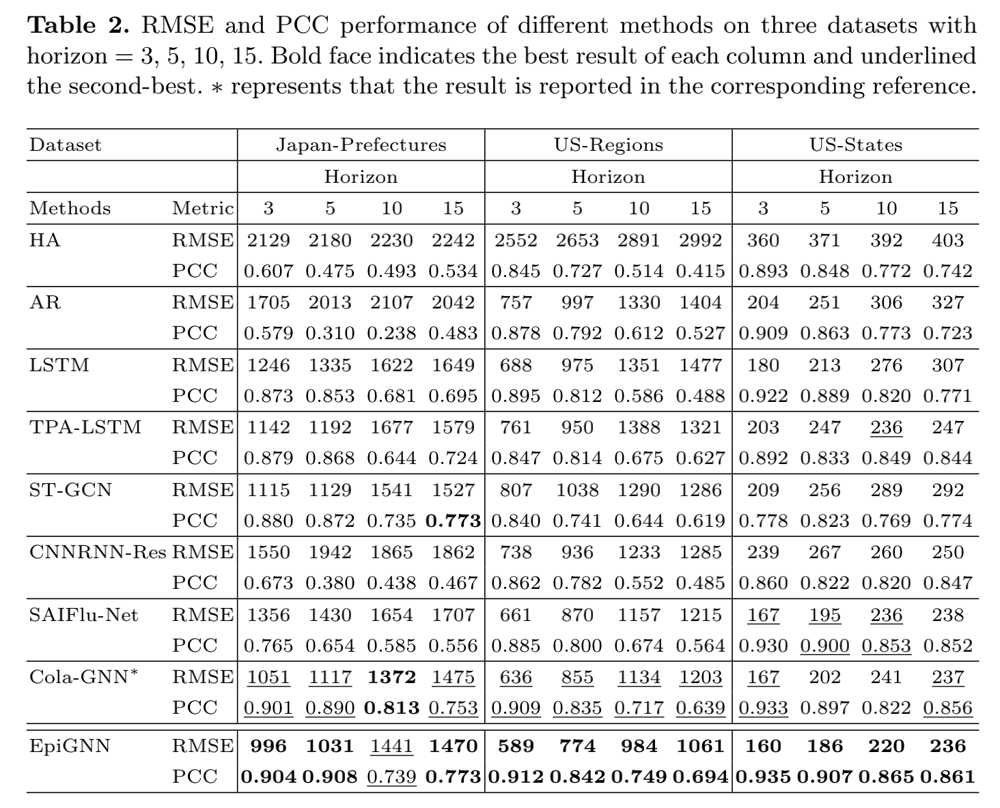 Table 2. RMSE and PCC performance of different methods on three datasets with
horizon = 3, 5, 10, 15. Bold face indicates the best result of each column and underlined
the second-best. * represents that the result is reported in the corresponding reference.
Dataset Japan-Prefectures US-Regions US-States
Horizon Horizon Horizon
Methods Metric 3 5 10 15 3 5 10 15 3 5 10 15
HA RMSE 2129 2180 2230 2242 2552 2653 2891 2992 360 371 392 403
PCC 0.607 0.475 0.493 0.534 0.845 0.727 0.514 0.415 0.893 0.848 0.772 0.742
AR RMSE 1705 2013 2107 2042 757 997 1330 1404 204 251 306 327
PCC 0.579 0.310 0.238 0.483 0.878 0.792 0.612 0.527 0.909 0.863 0.773 0.723
LSTM RMSE 1246 1335 1622 1649 688 975 1351 1477 180 213 276 307
PCC 0.873 0.853 0.681 0.695 0.895 0.812 0.586 0.488 0.922 0.889 0.820 0.771
TPA-LSTM RMSE 1142 1192 1677 1579 761 950 1388 1321 203 247 236 247
PCC 0.879 0.868 0.644 0.724 0.847 0.814 0.675 0.627 0.892 0.833 0.849 0.844
ST-GCN RMSE 1115 1129 1541 1527 807 1038 1290 1286 209 256 289 292
PCC 0.880 0.872 0.735 0.773 0.840 0.741 0.644 0.619 0.778 0.823 0.769 0.774
CNNRNN-Res RMSE 1550 1942 1865 1862 738 936 1233 1285 239 267 260 250
PCC 0.673 0.380 0.438 0.467 0.862 0.782 0.552 0.485 0.860 0.822 0.820 0.847
SAIFlu-Net RMSE 1356 1430 1654 1707 661 870 1157 1215 167 195 236 238
PCC 0.765 0.654 0.585 0.556 0.885 0.800 0.674 0.564 0.930 0.900 0.853 0.852
Cola-GNN* RMSE 1051 1117 1372 1475 636 855 1134 1203 167 202 241 237
PCC 0.901 0.890 0.813 0.753 0.909 0.835 0.717 0.639 0.933 0.897 0.822 0.856
EpiGNN RMSE 996 1031 1441 1470 589 774 984 1061 160 186 220 236
PCC 0.904 0.908 0.739 0.773 0.912 0.842 0.749 0.694 0.935 0.907 0.865 0.861